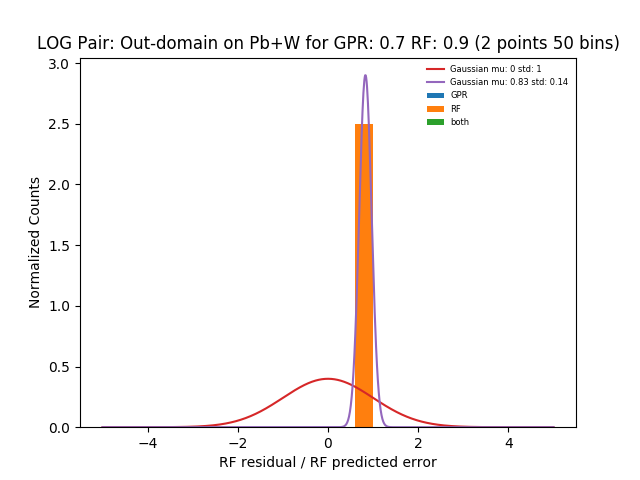 LOG Pair: Out-domain on Pb+W for GPR: 0.7 RF: 0.9 (2 points 50 bins)
Gaussian mu: 0 std: 1
Gaussian mu: 0.83 std: 0.14
GPR
RF
both
Normalized Counts
3.0
2.5
2.0
1.5
1.0
0.5
0.0
−4 −2 0 2 4
RF residual / RF predicted error